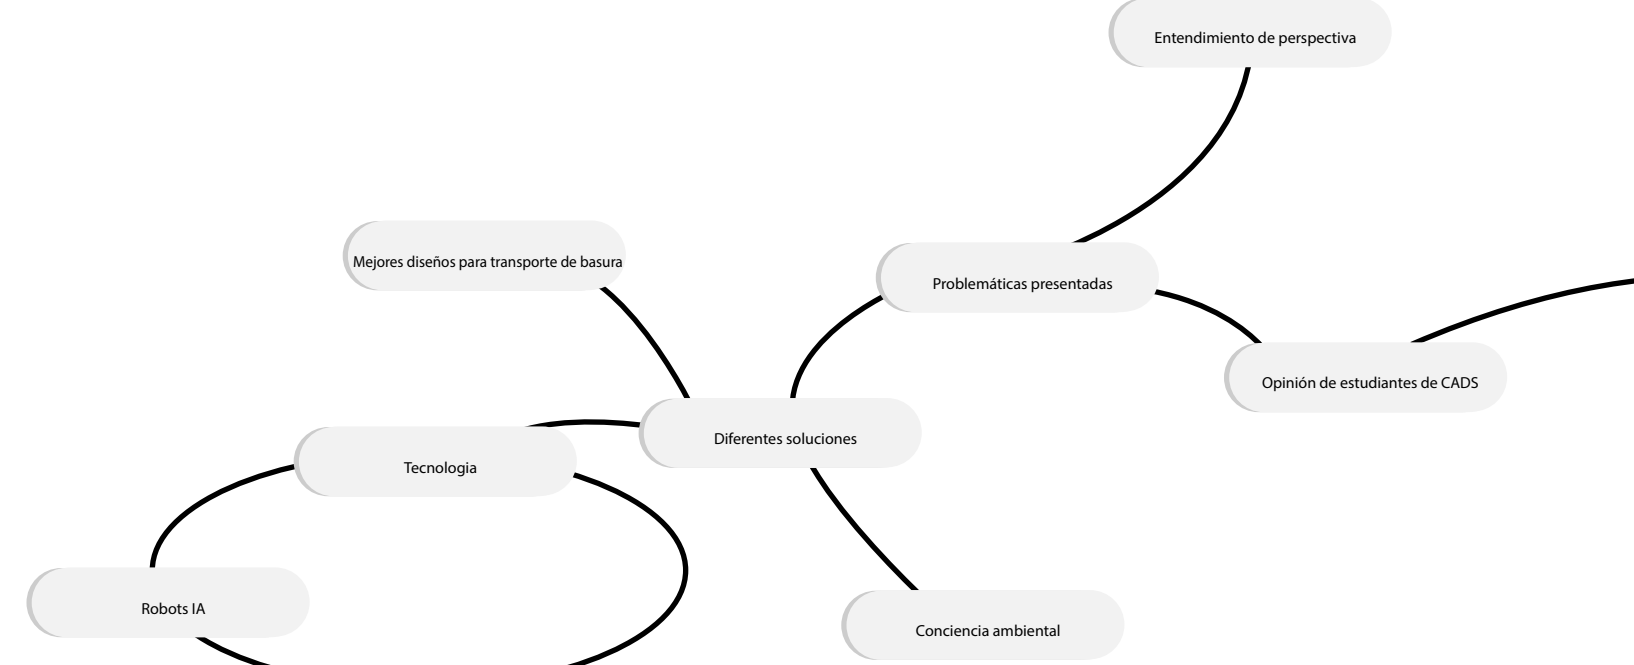 Entendimiento de perspectiva
Mejores diseños para transporte de basura
Problemáticas presentadas
Opinión de estudiantes de CADS
Diferentes soluciones
Tecnologia
Robots IA
Conciencia ambiental